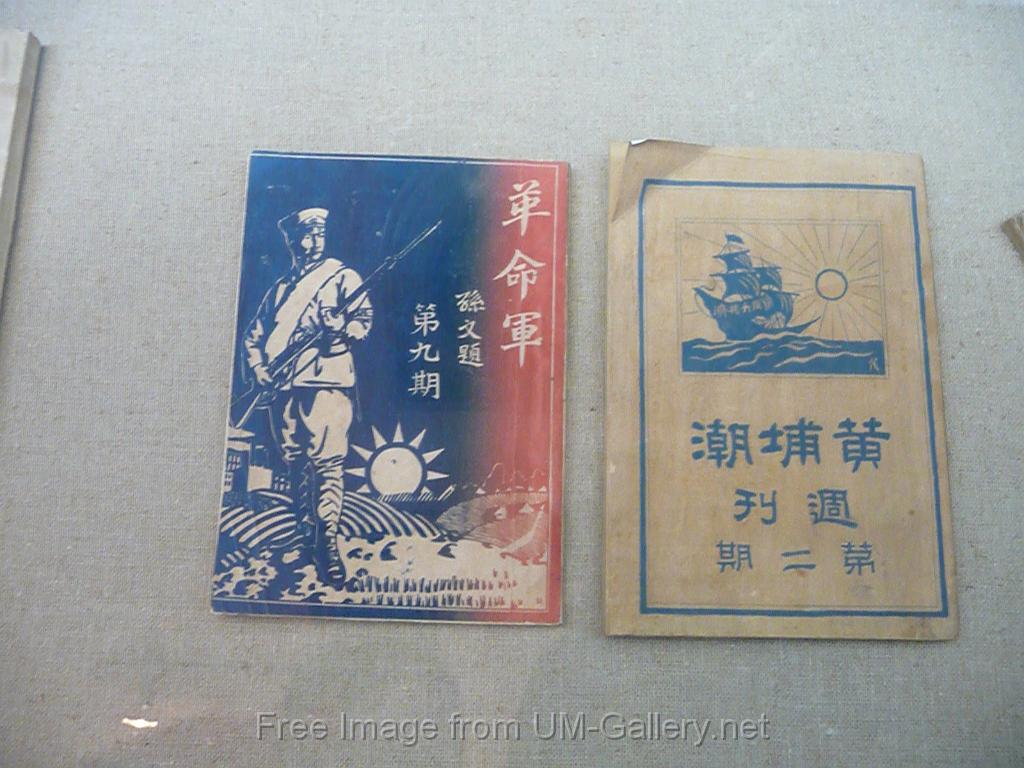 革命軍
孫文題
第九期
黃埔潮
週刊
第二期
Free Image from UM-Gallery.net